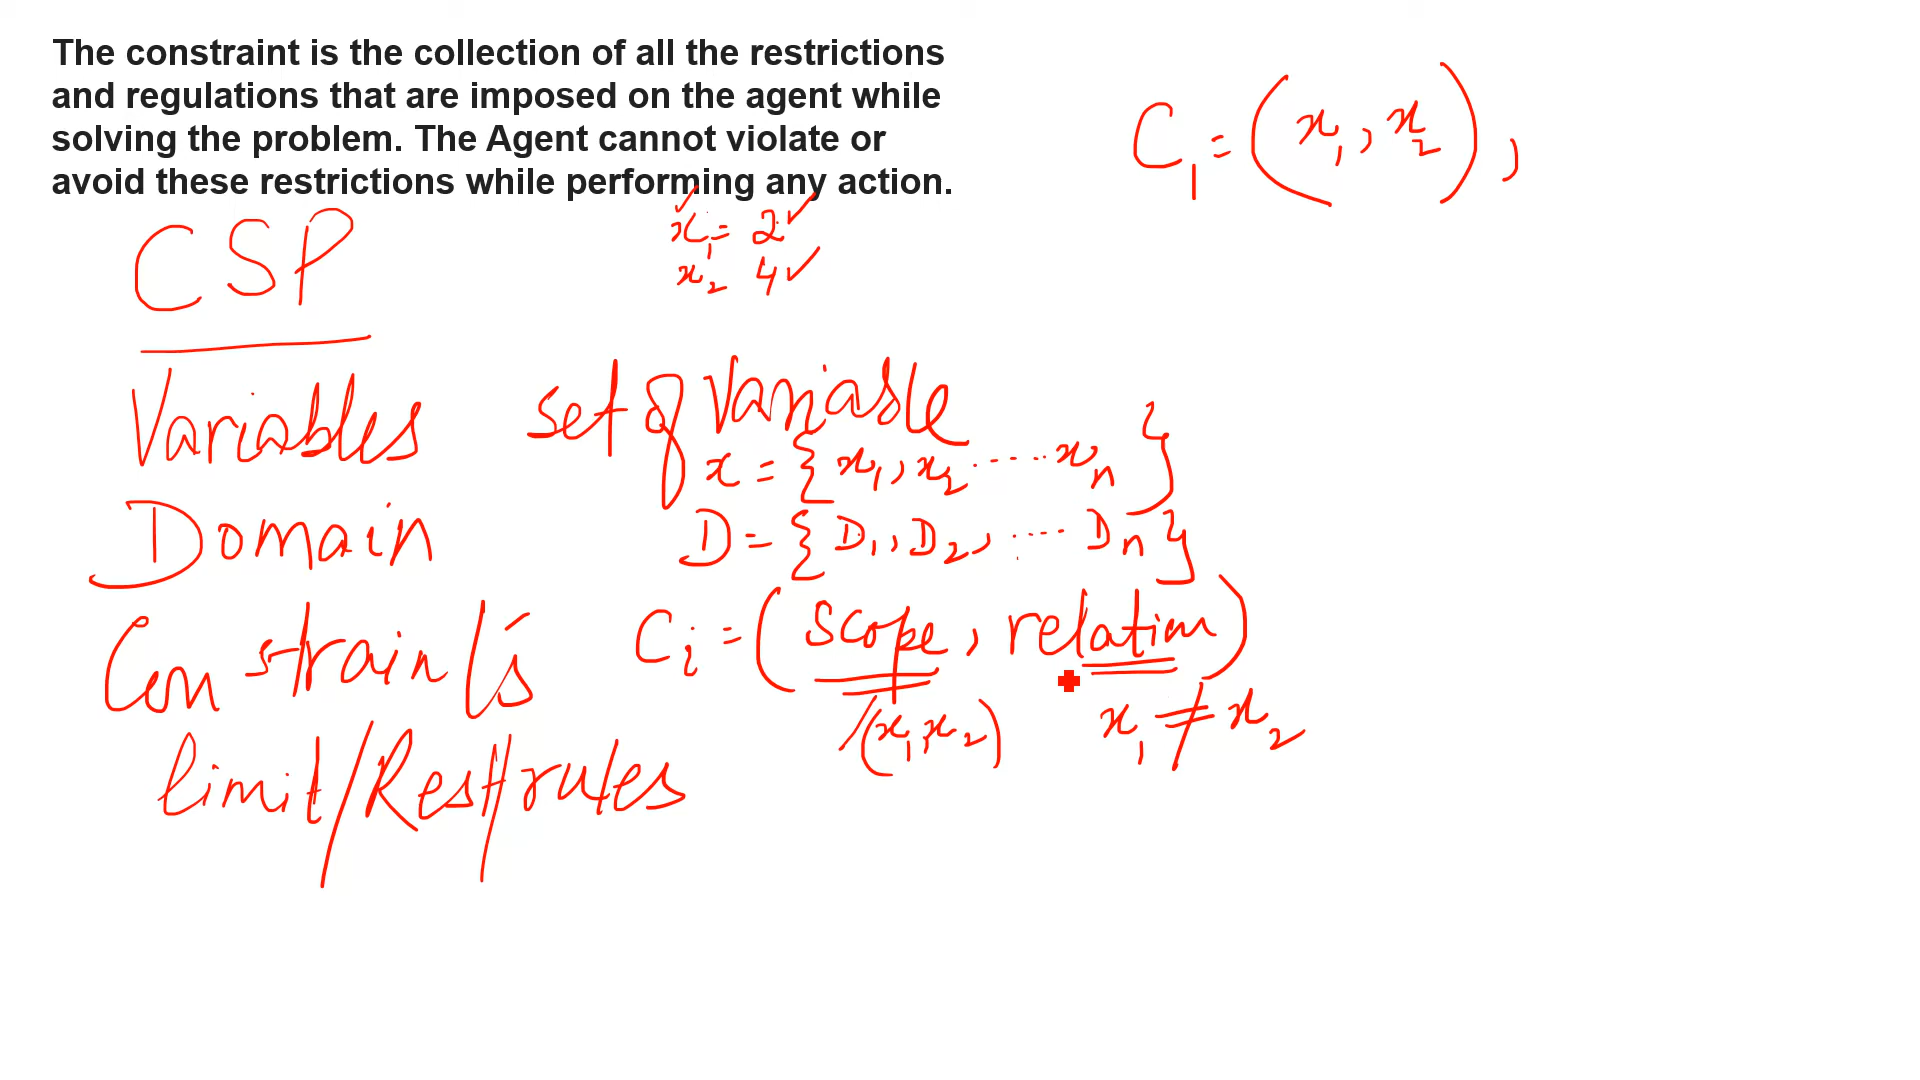 The constraint is the collection of all the restrictions
and regulations that are imposed on the agent while
solving the problem. The Agent cannot violate or
avoid these restrictions while performing any action.
C₁ = (x₁, x₂),
x₁ = 2 ✓
x₂ 4 ✓
CSP
Variables set of variable
x = {x₁, x₂ ..... xₙ}
Domain D = {D₁, D₂, ..... Dₙ}
Constraints Cᵢ = (scope, relation)
(x₁, x₂) x₁ ≠ x₂
limit/Rest/rules